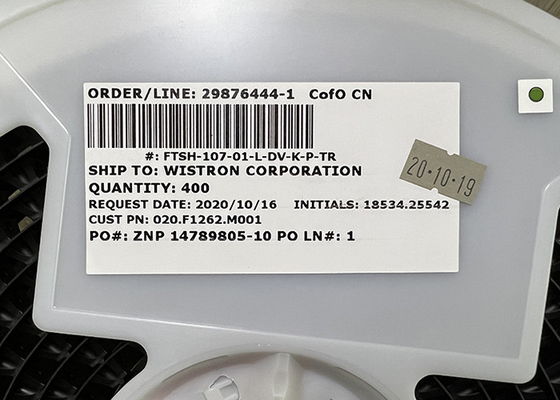 ORDER/LINE: 29876444-1 CofO CN
#: FTSH-107-01-L-DV-K-P-TR
SHIP TO: WISTRON CORPORATION
QUANTITY: 400
REQUEST DATE: 2020/10/16 INITIALS: 18534.25542
CUST PN: 020.F1262.M001
PO#: ZNP 14789805-10 PO LN#: 1
20-10-19